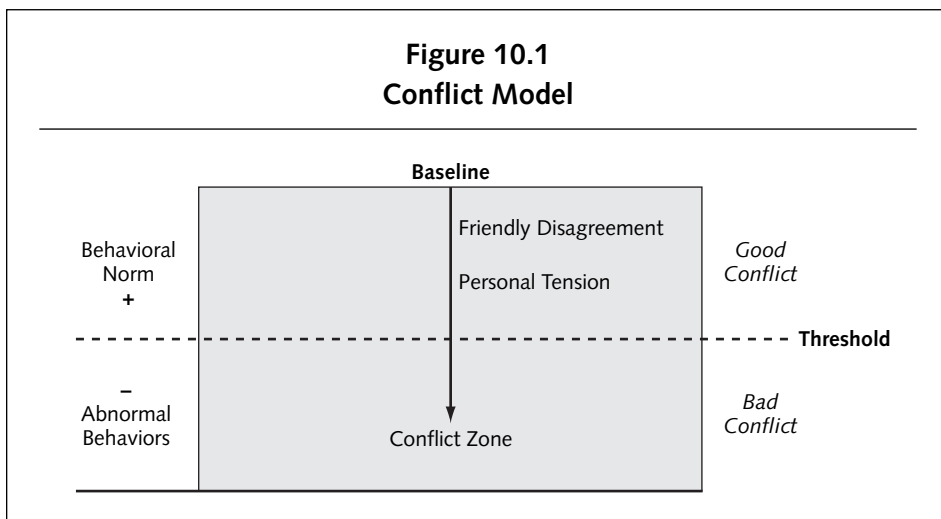 Figure 10.1
Conflict Model
Baseline
Friendly Disagreement
Behavioral
Norm
+
Good
Conflict
Personal Tension
Threshold
–
Abnormal
Behaviors
Bad
Conflict
Conflict Zone